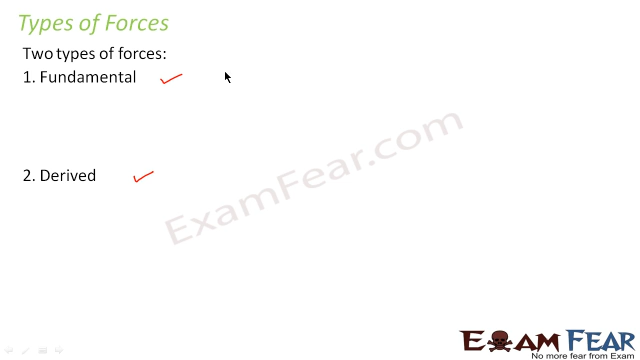 Types of Forces
Two types of forces:
1. Fundamental
2. Derived
ExamFear.com
EXAM FEAR
No more fear from Exam